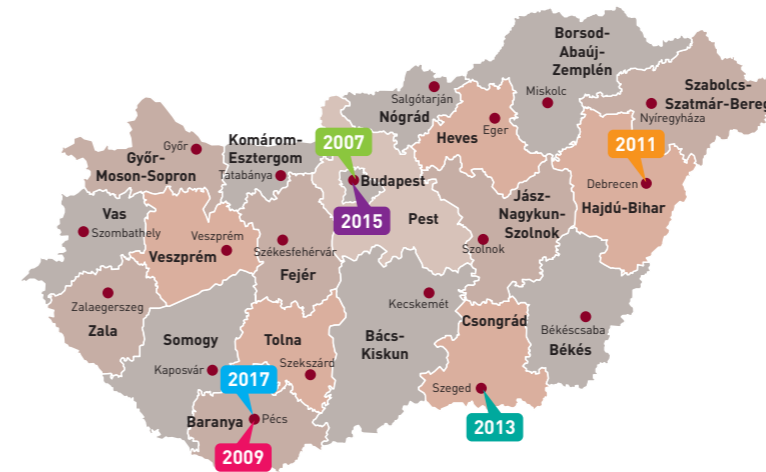 Borsod-
Abaúj-
Zemplén
Miskolc
Szabolcs-
Szatmár-Bereg
Nyíregyháza
Salgótarján
Nógrád
Heves
Eger
2011
Debrecen
Hajdú-Bihar
Győr
Győr-
Moson-Sopron
Komárom-
Esztergom
Tatabánya
2007
Budapest
2015
Pest
Jász-
Nagykun-
Szolnok
Szolnok
Vas
Szombathely
Veszprém
Veszprém
Székesfehérvár
Fejér
Zalaegerszeg
Zala
Somogy
Kaposvár
Tolna
Szekszárd
Kecskemét
Bács-
Kiskun
Csongrád
Szeged
2013
Békéscsaba
Békés
2017
Baranya
Pécs
2009